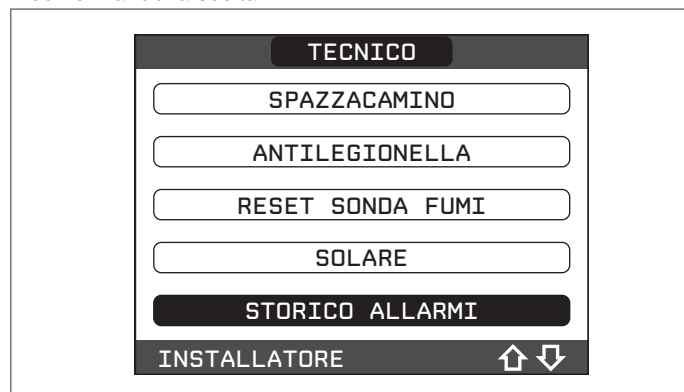 TECNICO
SPAZZACAMINO
ANTILEGIONELLA
RESET SONDA FUMI
SOLARE
STORICO ALLARMI
INSTALLATORE